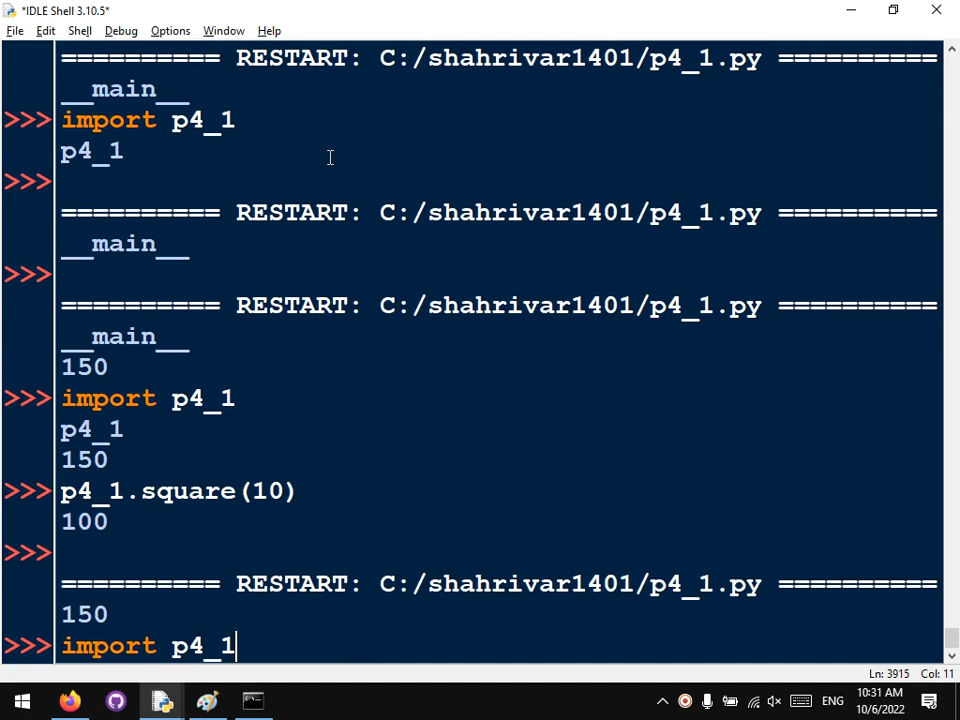 *IDLE Shell 3.10.5*
File Edit Shell Debug Options Window Help
========== RESTART: C:/shahrivar1401/p4_1.py ==========
__main__
>>> import p4_1
p4_1
>>>
========== RESTART: C:/shahrivar1401/p4_1.py ==========
__main__
>>>
========== RESTART: C:/shahrivar1401/p4_1.py ==========
__main__
150
>>> import p4_1
p4_1
150
>>> p4_1.square(10)
100
>>>
========== RESTART: C:/shahrivar1401/p4_1.py ==========
150
>>> import p4_1
Ln: 3915 Col: 11
ENG
10:31 AM
10/6/2022